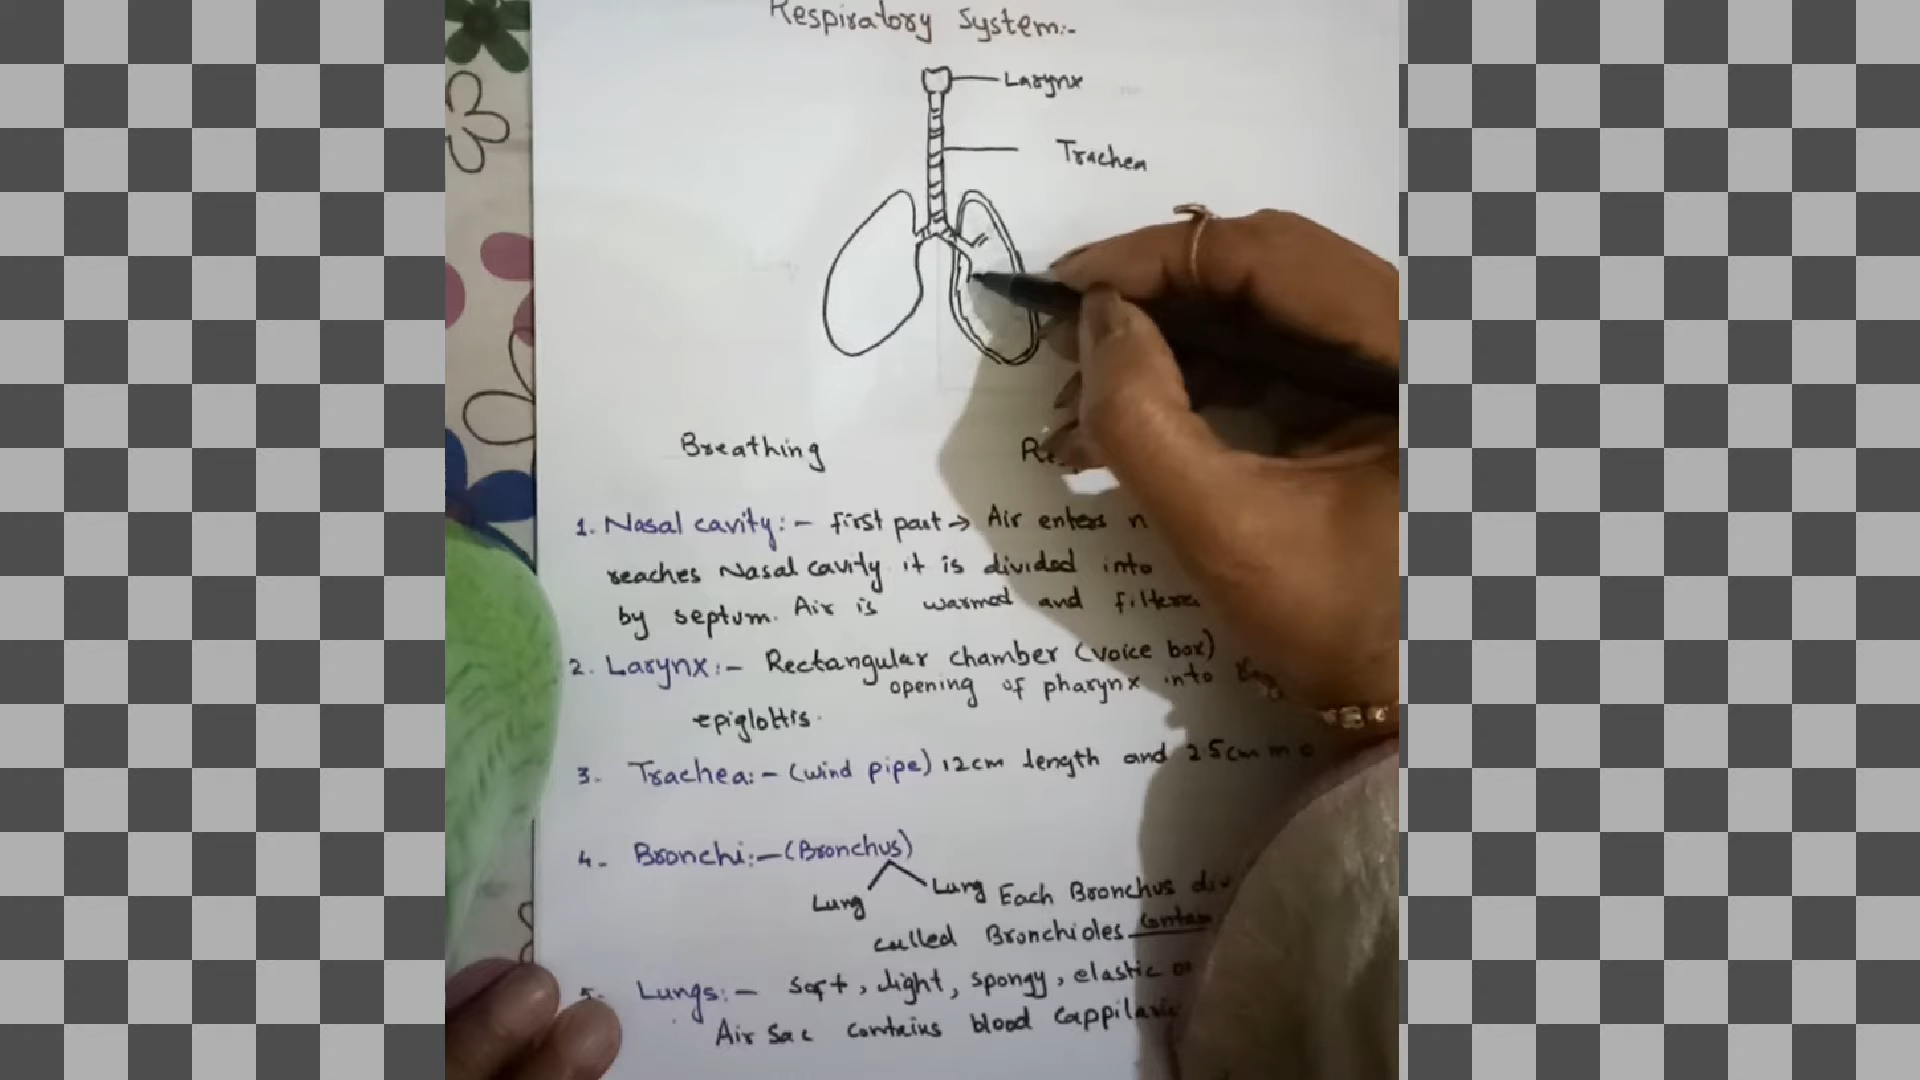 Respiratory System:-
Larynx
Trachea
Breathing
1. Nasal cavity:- first part → Air enters
reaches Nasal cavity it is divided into
by septum. Air is warmed and
2. Larynx:- Rectangular chamber (voice box)
opening of pharynx into
epiglottis.
3. Trachea:- (wind pipe) 12cm length and
4. Bronchi:- (Bronchus)
Lung Lung Each Bronchus
called Bronchioles
5. Lungs:- Soft, light, spongy, elastic
Air Sac contains blood